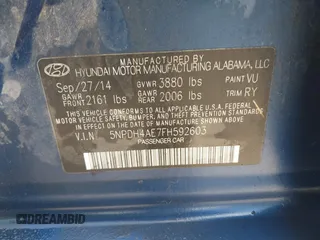 MANUFACTURED BY
HYUNDAI MOTOR MANUFACTURING ALABAMA, LLC
Sep/27/14 GVWR 3880 lbs PAINT VU
GAWR FRONT 2161 lbs GAWR REAR 2006 lbs TRIM RY
THIS VEHICLE CONFORMS TO ALL APPLICABLE
FEDERAL MOTOR VEHICLE SAFETY,
BUMPER, AND THEFT PREVENTION STANDARDS
IN EFFECT ON THE DATE OF MANUFACTURE
SHOWN ABOVE.
V.I.N 5NPDH4AE7FH592603
PASSENGER CAR
DREAMBID